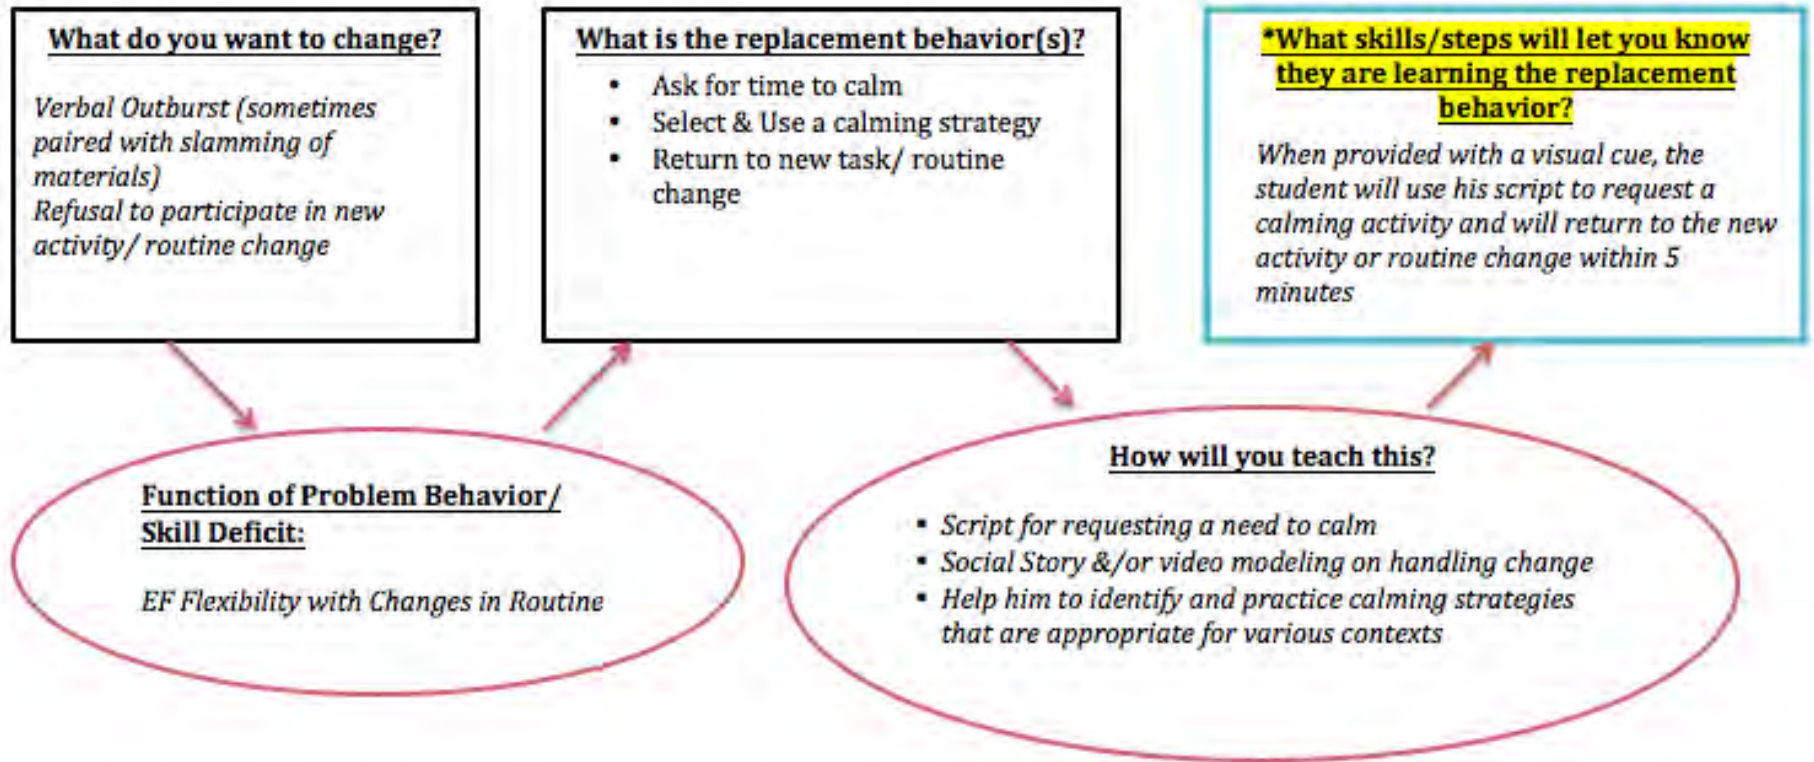 What do you want to change?
Verbal Outburst (sometimes
paired with slamming of
materials)
Refusal to participate in new
activity/ routine change
What is the replacement behavior(s)?
• Ask for time to calm
• Select & Use a calming strategy
• Return to new task/ routine
change
*What skills/steps will let you know
they are learning the replacement
behavior?
When provided with a visual cue, the
student will use his script to request a
calming activity and will return to the new
activity or routine change within 5
minutes
Function of Problem Behavior/
Skill Deficit:
EF Flexibility with Changes in Routine
How will you teach this?
▪ Script for requesting a need to calm
▪ Social Story &/or video modeling on handling change
▪ Help him to identify and practice calming strategies
that are appropriate for various contexts